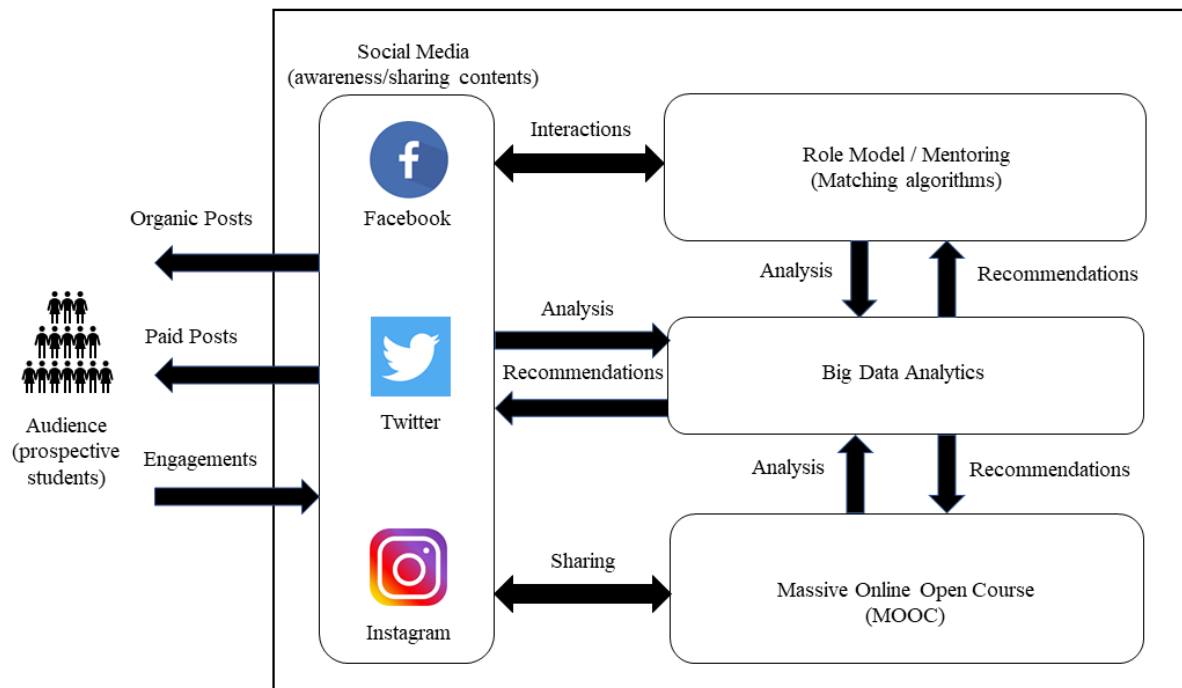 Social Media
(awareness/sharing contents)
Facebook
Twitter
Instagram
Organic Posts
Paid Posts
Engagements
Audience
(prospective
students)
Interactions
Role Model / Mentoring
(Matching algorithms)
Analysis
Recommendations
Analysis
Recommendations
Big Data Analytics
Analysis
Recommendations
Sharing
Massive Online Open Course
(MOOC)